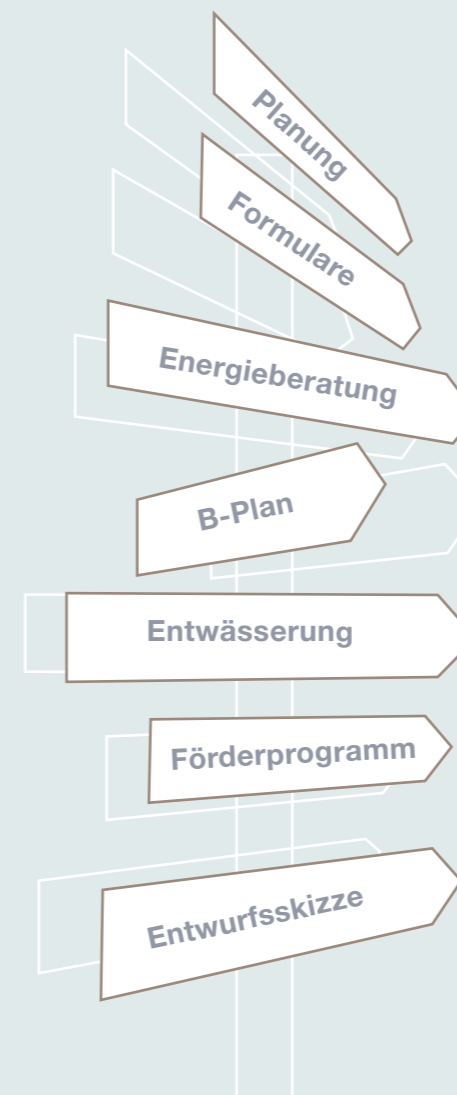 Planung
Formulare
Energieberatung
B-Plan
Entwässerung
Förderprogramm
Entwurfsskizze